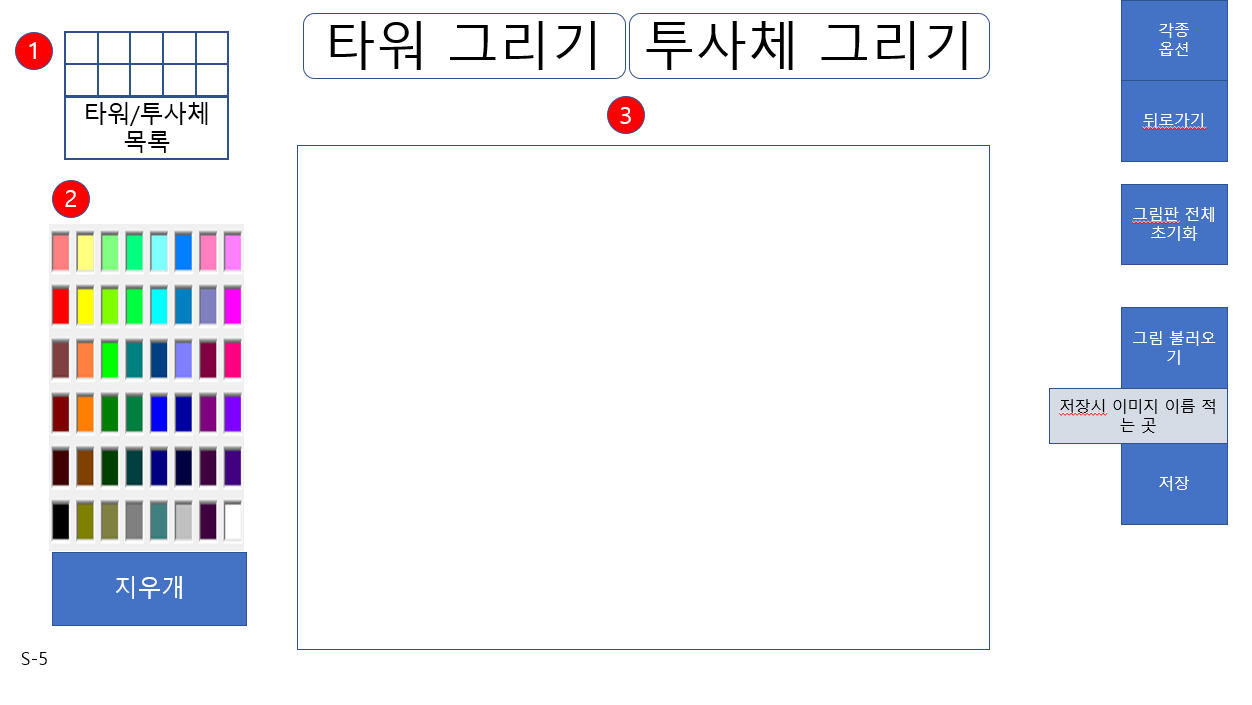 1
타워/투사체
목록
2
지우개
S-5
타워 그리기
투사체 그리기
3
각종
옵션
뒤로가기
그림판 전체
초기화
그림 불러오
기
저장시 이미지 이름 적
는 곳
저장